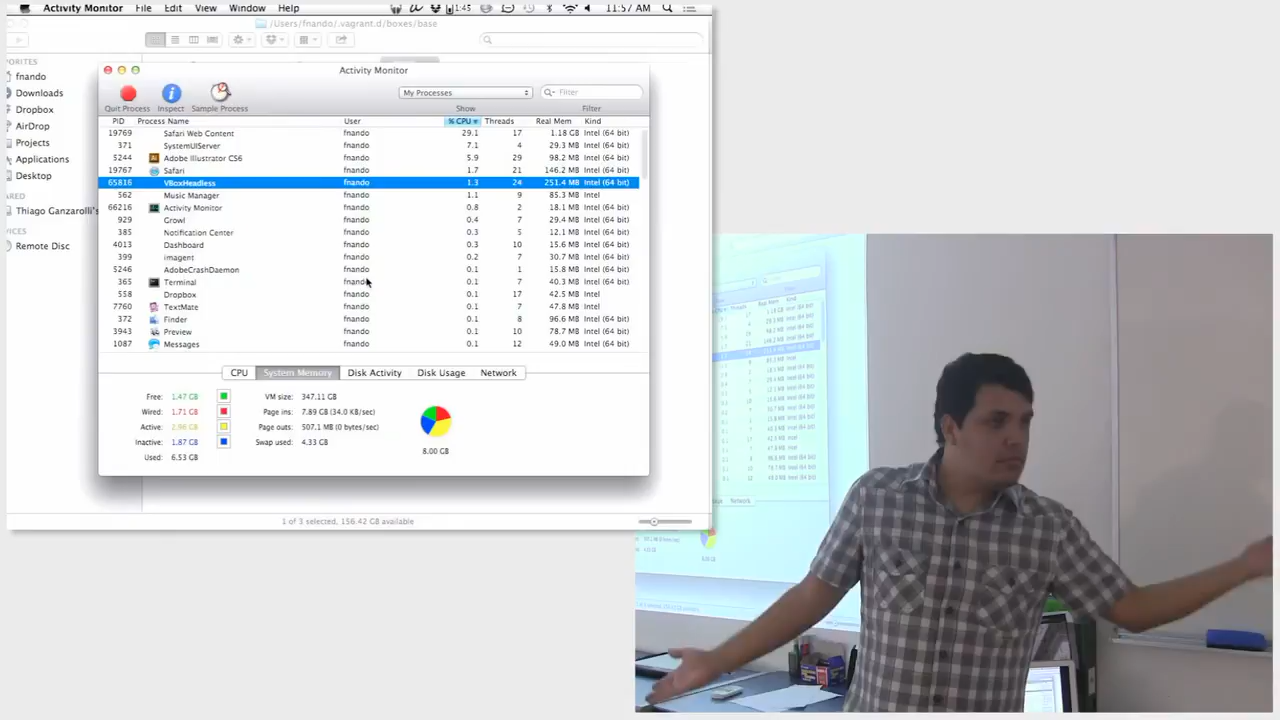 Activity Monitor File Edit View Window Help 1:45 11:57 AM
/Users/fnando/.vagrant.d/boxes/base
Activity Monitor
Quit Process Inspect Sample Process My Processes Show Filter Filter
PID Process Name User % CPU Threads Real Mem Kind
19769 Safari Web Content fnando 29.1 17 1.18 GB Intel (64 bit)
371 SystemUIServer fnando 7.1 4 29.3 MB Intel (64 bit)
5244 Adobe Illustrator CS6 fnando 5.9 29 98.2 MB Intel (64 bit)
19767 Safari fnando 1.7 21 146.2 MB Intel (64 bit)
65816 VBoxHeadless fnando 1.3 24 251.4 MB Intel (64 bit)
562 Music Manager fnando 1.1 9 85.3 MB Intel
66216 Activity Monitor fnando 0.8 2 18.1 MB Intel (64 bit)
929 Growl fnando 0.4 7 29.4 MB Intel (64 bit)
385 Notification Center fnando 0.3 5 12.1 MB Intel (64 bit)
4013 Dashboard fnando 0.3 10 15.6 MB Intel (64 bit)
399 imagent fnando 0.2 7 30.7 MB Intel (64 bit)
5246 AdobeCrashDaemon fnando 0.1 1 15.8 MB Intel (64 bit)
365 Terminal fnando 0.1 7 40.3 MB Intel (64 bit)
558 Dropbox fnando 0.1 17 42.5 MB Intel
7760 TextMate fnando 0.1 7 47.8 MB Intel
372 Finder fnando 0.1 8 96.6 MB Intel (64 bit)
3943 Preview fnando 0.1 10 78.7 MB Intel (64 bit)
1087 Messages fnando 0.1 12 49.0 MB Intel (64 bit)
CPU System Memory Disk Activity Disk Usage Network
Free: 1.47 GB VM size: 347.11 GB
Wired: 1.71 GB Page ins: 7.89 GB (34.0 KB/sec)
Active: 2.96 GB Page outs: 507.1 MB (0 bytes/sec)
Inactive: 1.87 GB Swap used: 4.33 GB
Used: 6.53 GB 8.00 GB
VORITES
fnando
Downloads
Dropbox
AirDrop
Projects
Applications
Desktop
ARED
Thiago Ganzarolli's
VICES
Remote Disc
1 of 3 selected, 156.42 GB available